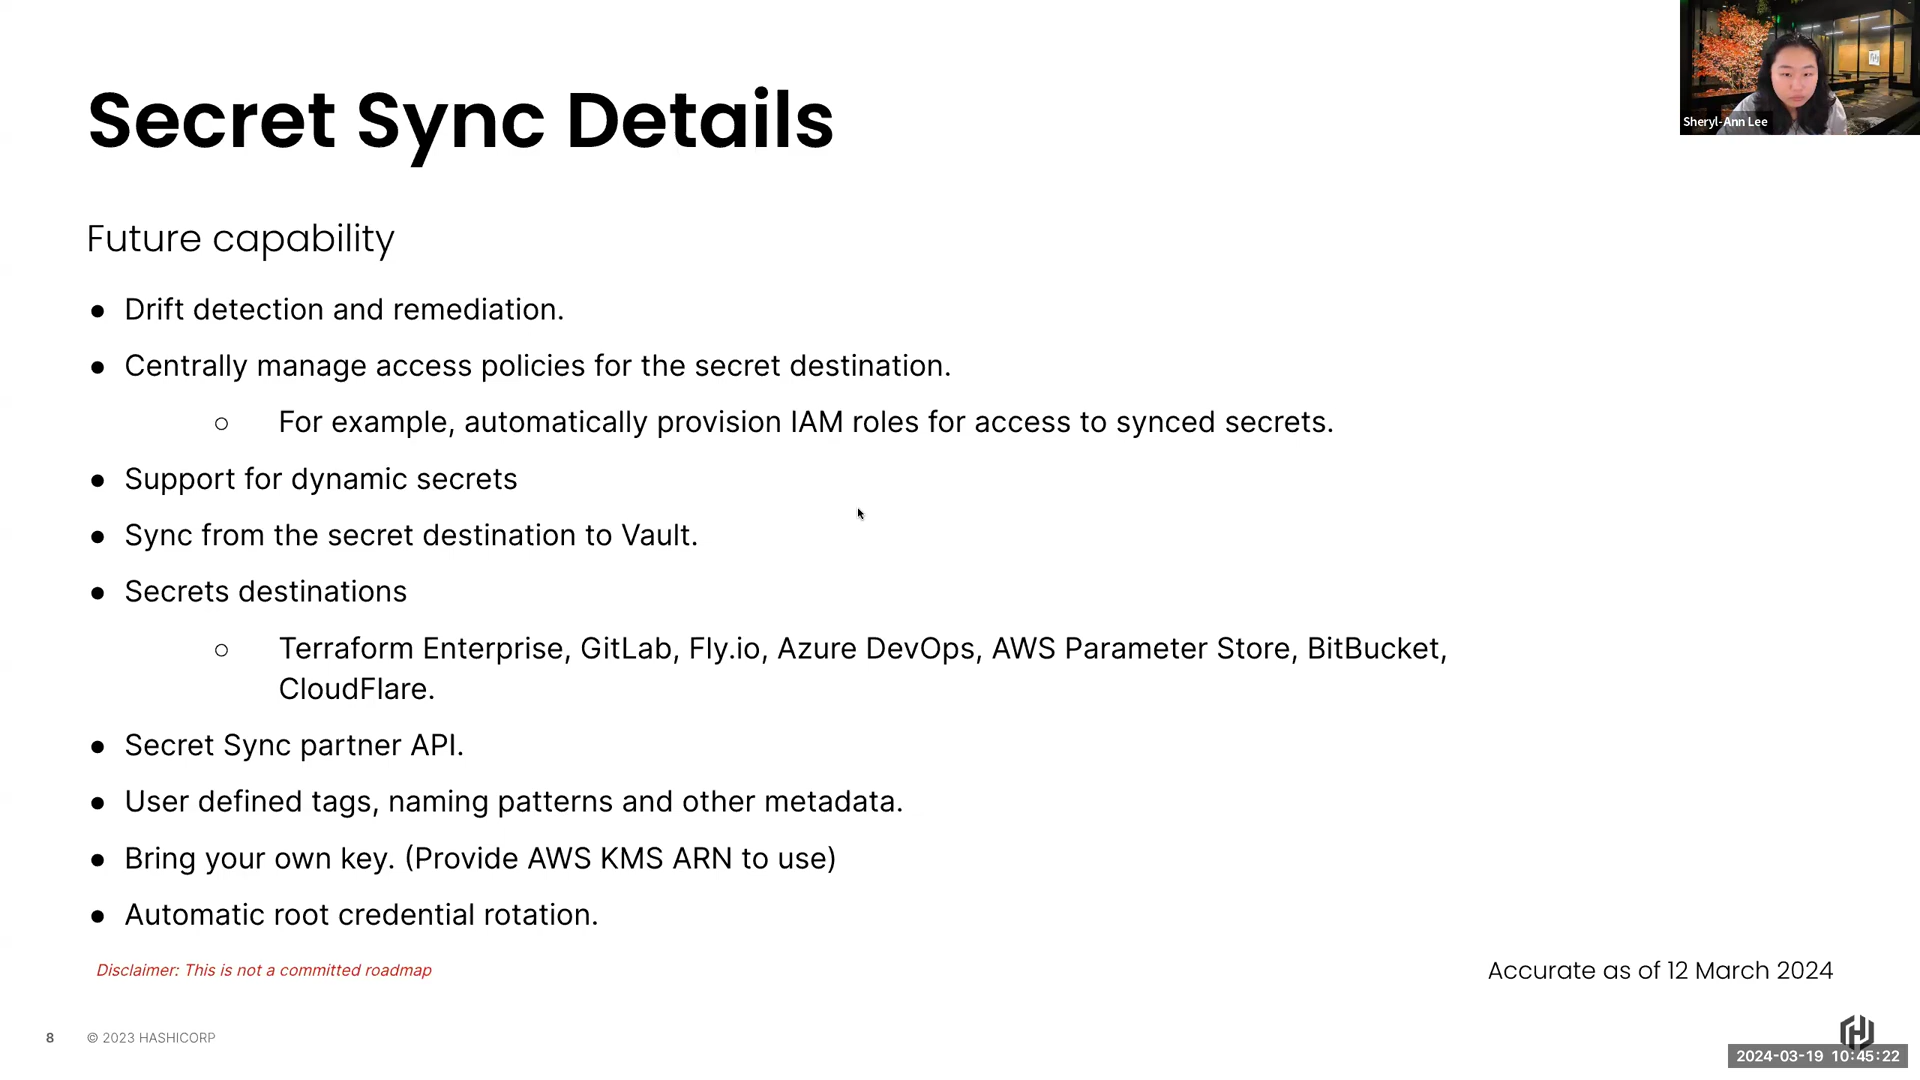 Secret Sync Details
Sheryl-Ann Lee
Future capability
● Drift detection and remediation.
● Centrally manage access policies for the secret destination.
○ For example, automatically provision IAM roles for access to synced secrets.
● Support for dynamic secrets
● Sync from the secret destination to Vault.
● Secrets destinations
○ Terraform Enterprise, GitLab, Fly.io, Azure DevOps, AWS Parameter Store, BitBucket,
CloudFlare.
● Secret Sync partner API.
● User defined tags, naming patterns and other metadata.
● Bring your own key. (Provide AWS KMS ARN to use)
● Automatic root credential rotation.
Disclaimer: This is not a committed roadmap
Accurate as of 12 March 2024
8 © 2023 HASHICORP
2024-03-19 10:45:22